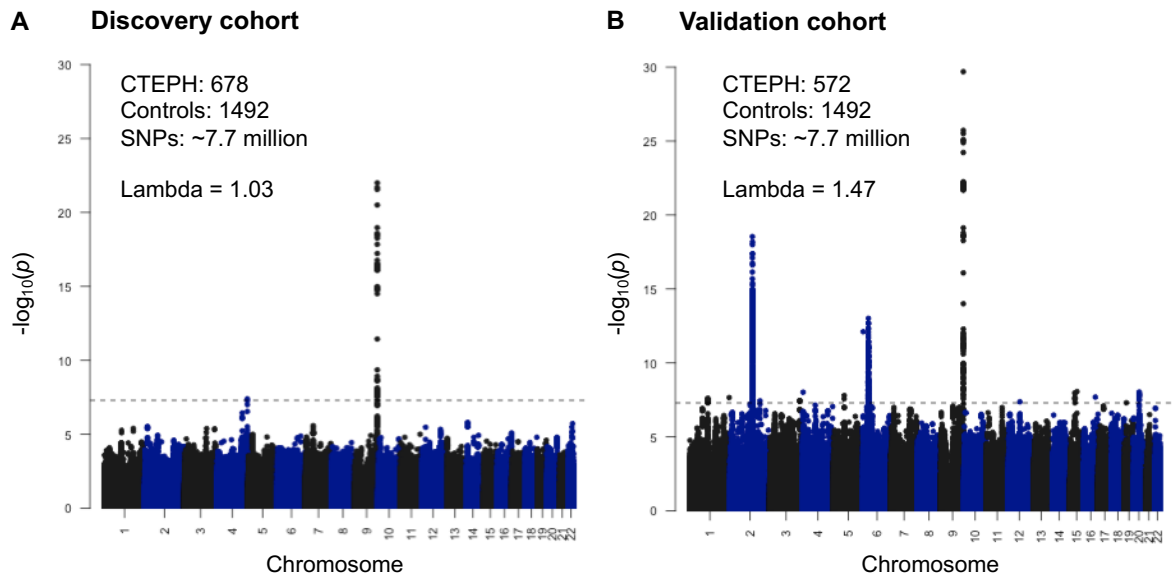 A Discovery cohort
CTEPH: 678
Controls: 1492
SNPs: ~7.7 million
Lambda = 1.03
-log10(p)
30
25
20
15
10
5
0
1 2 3 4 5 6 7 8 9 10 11 12 13 14 15 16 17 18 19 20 21 22
Chromosome
B Validation cohort
CTEPH: 572
Controls: 1492
SNPs: ~7.7 million
Lambda = 1.47
-log10(p)
30
25
20
15
10
5
0
1 2 3 4 5 6 7 8 9 10 11 12 13 14 15 16 17 18 19 20 21 22
Chromosome